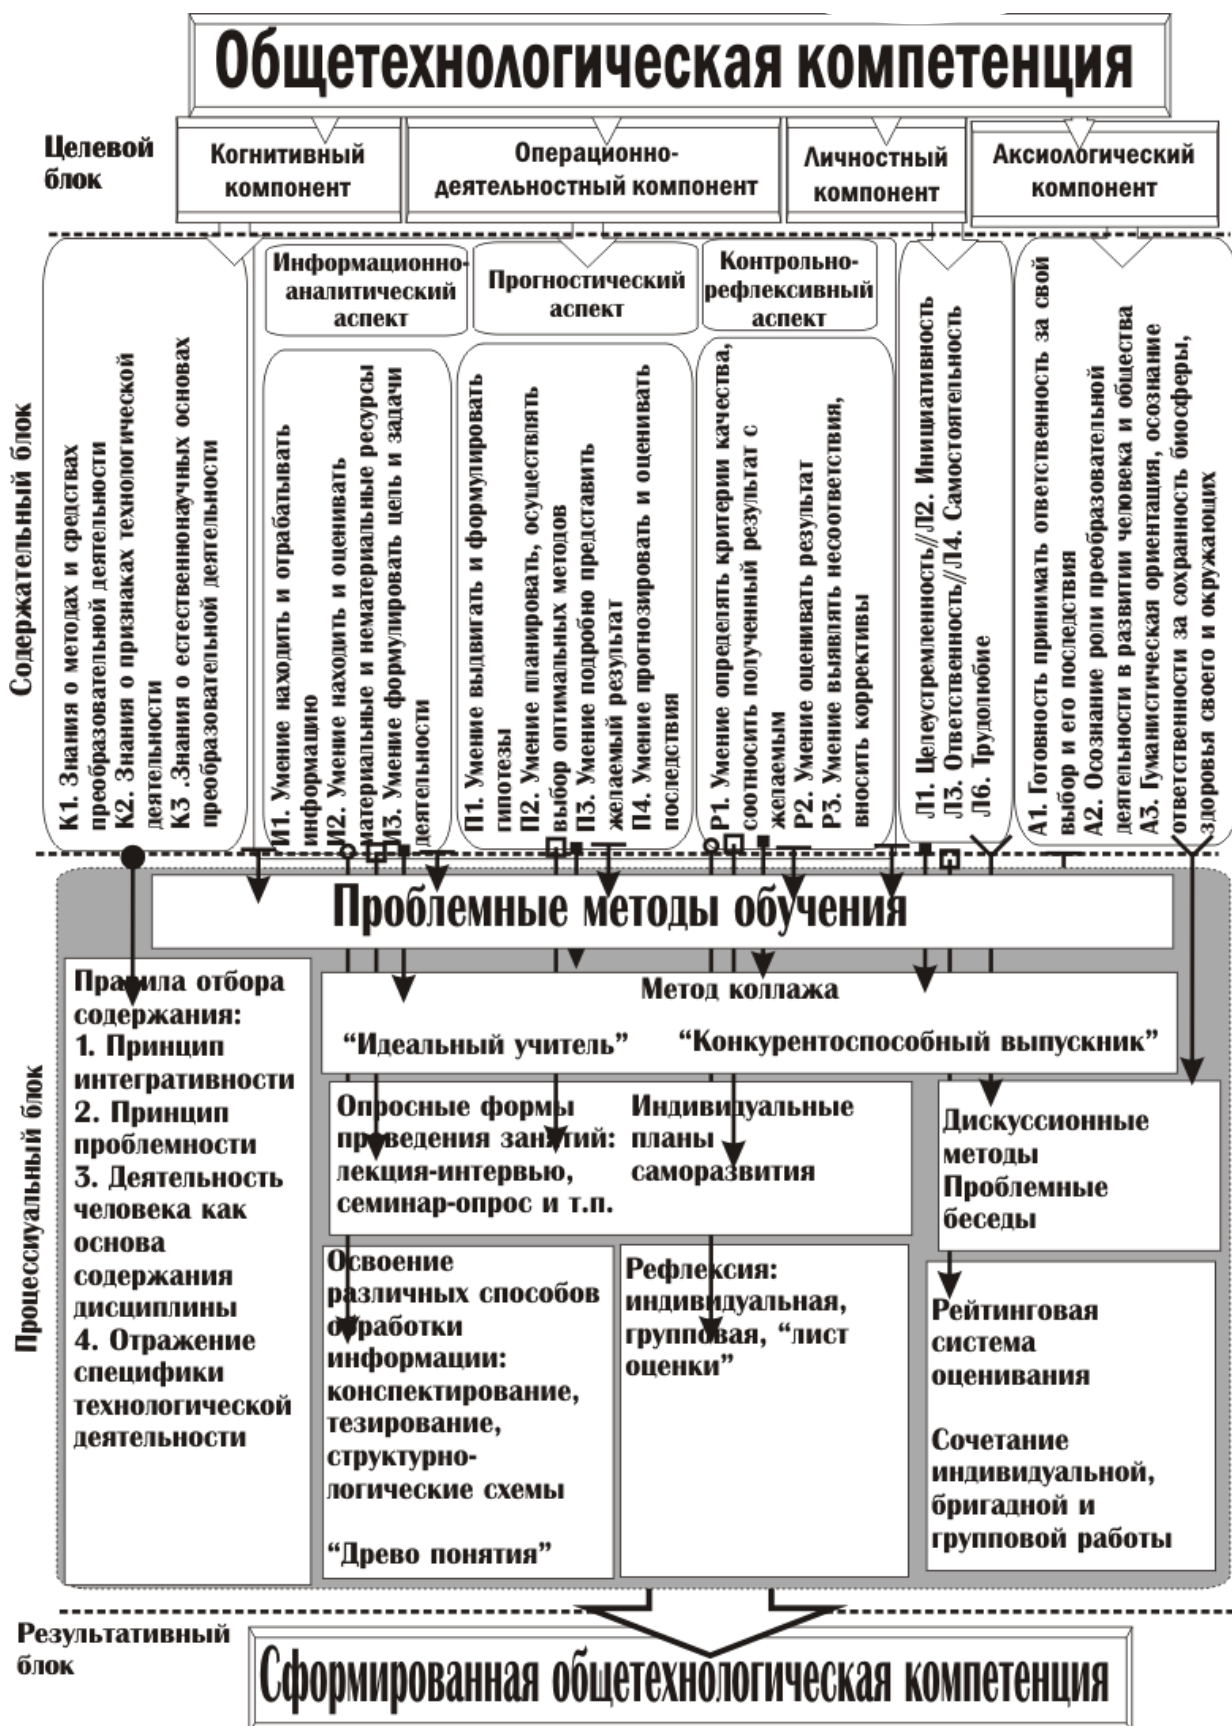 Общетехнологическая компетенция
Целевой
блок
Когнитивный
компонент
Операционно-
деятельностный компонент
Личностный
компонент
Аксиологический
компонент
Содержательный блок
К1. Знания о методах и средствах
преобразовательной деятельности
К2. Знания о признаках технологической
деятельности
К3 .Знания о естественнонаучных основах
преобразовательной деятельности
Информационно-
аналитический
аспект
И1. Умение находить и отрабатывать
информацию
И2. Умение находить и оценивать
материальные и нематериальные ресурсы
И3. Умение формулировать цель и задачи
деятельности
Прогностический
аспект
П1. Умение выдвигать и формулировать
гипотезы
П2. Умение планировать, осуществлять
выбор оптимальных методов
П3. Умение подробно представить
желаемый результат
П4. Умение прогнозировать и оценивать
последствия
Контрольно-
рефлексивный
аспект
Р1. Умение определять критерии качества,
соотносить полученный результат с
желаемым
Р2. Умение оценивать результат
Р3. Умение выявлять несоответствия,
вносить коррективы
Л1. Целеустремленность//Л2. Инициативность
Л3. Ответственность//Л4. Самостоятельность
Л6. Трудолюбие
А1. Готовность принимать ответственность за свой
выбор и его последствия
А2. Осознание роли преобразовательной
деятельности в развитии человека и общества
А3. Гуманистическая ориентация, осознание
ответственности за сохранность биосферы,
здоровья своего и окружающих
Процессиуальный блок
Проблемные методы обучения
Правила отбора
содержания:
1. Принцип
интегративности
2. Принцип
проблемности
3. Деятельность
человека как
основа
содержания
дисциплины
4. Отражение
специфики
технологической
деятельности
Метод коллажа
“Идеальный учитель”
“Конкурентоспособный выпускник”
Опросные формы
проведения занятий:
лекция-интервью,
семинар-опрос и т.п.
Индивидуальные
планы
саморазвития
Дискуссионные
методы
Проблемные
беседы
Освоение
различных способов
обработки
информации:
конспектирование,
тезирование,
структурно-
логические схемы
“Древо понятия”
Рефлексия:
индивидуальная,
групповая, “лист
оценки”
Рейтинговая
система
оценивания
Сочетание
индивидуальной,
бригадной и
групповой работы
Результативный
блок
Сформированная общетехнологическая компетенция